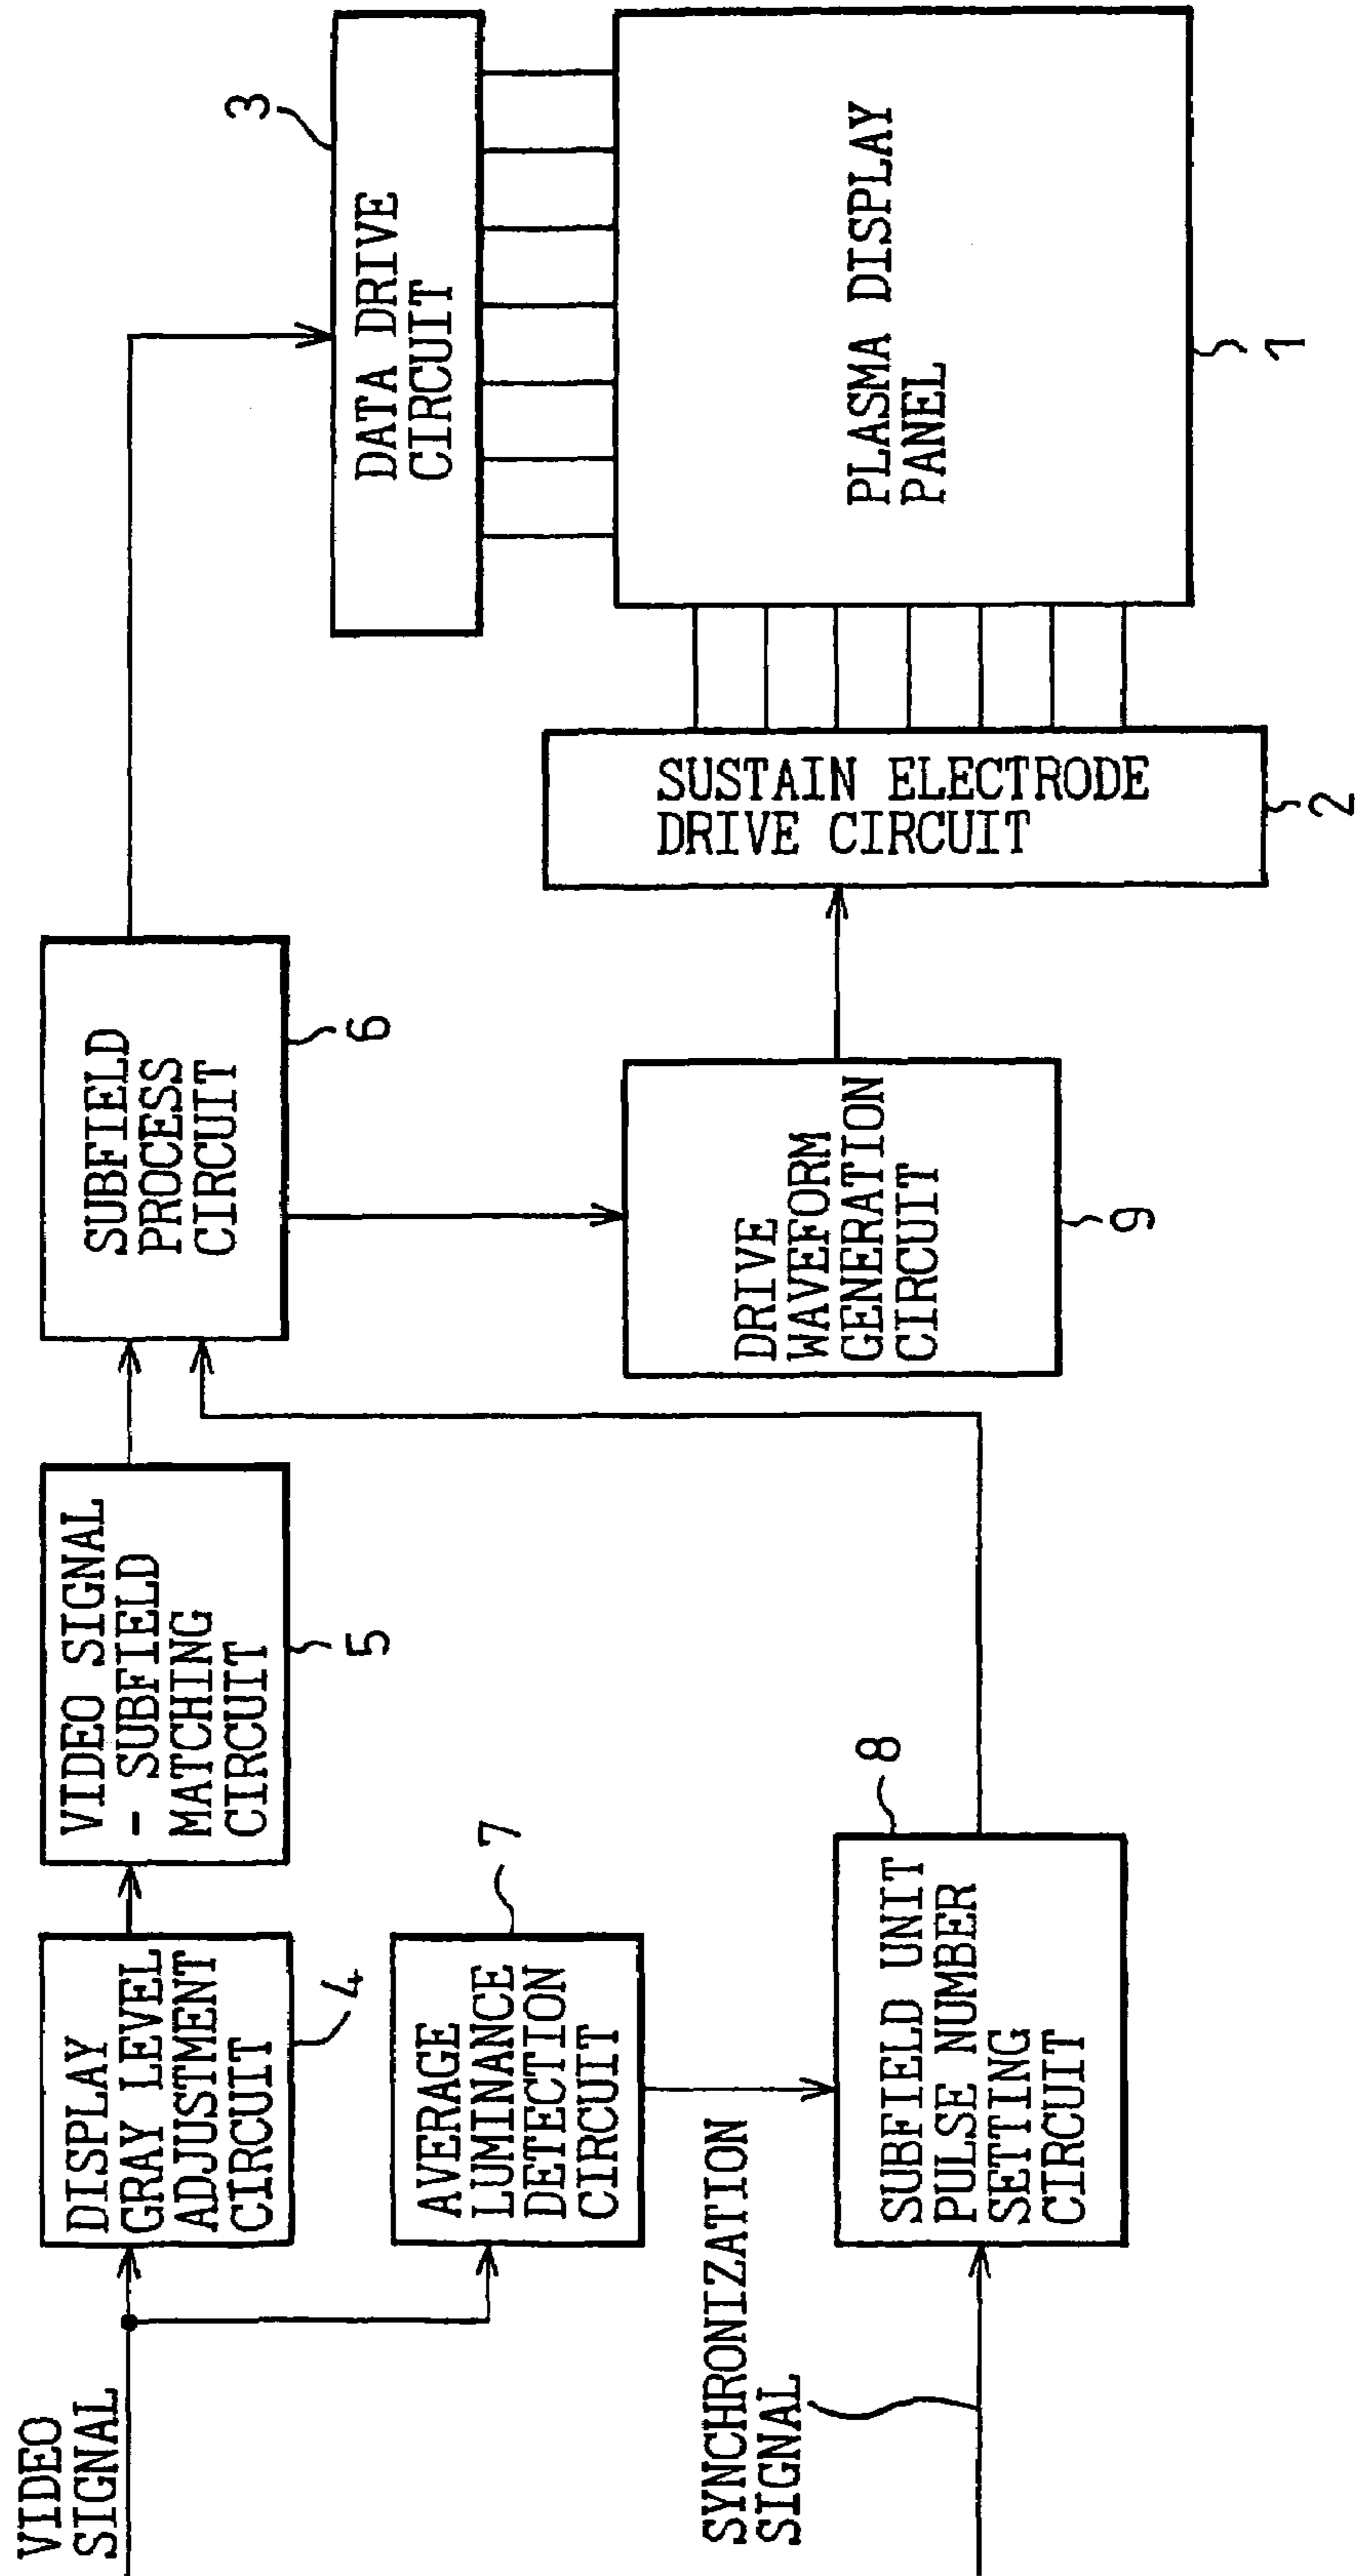 VIDEO
SIGNAL
DISPLAY
GRAY LEVEL
ADJUSTMENT
CIRCUIT
4
VIDEO SIGNAL
- SUBFIELD
MATCHING
CIRCUIT
5
SUBFIELD
PROCESS
CIRCUIT
6
DATA DRIVE
CIRCUIT
3
AVERAGE
LUMINANCE
DETECTION
CIRCUIT
7
SYNCHRONIZATION
SIGNAL
SUBFIELD UNIT
PULSE NUMBER
SETTING
CIRCUIT
8
DRIVE
WAVEFORM
GENERATION
CIRCUIT
9
SUSTAIN ELECTRODE
DRIVE CIRCUIT
2
PLASMA DISPLAY
PANEL
1